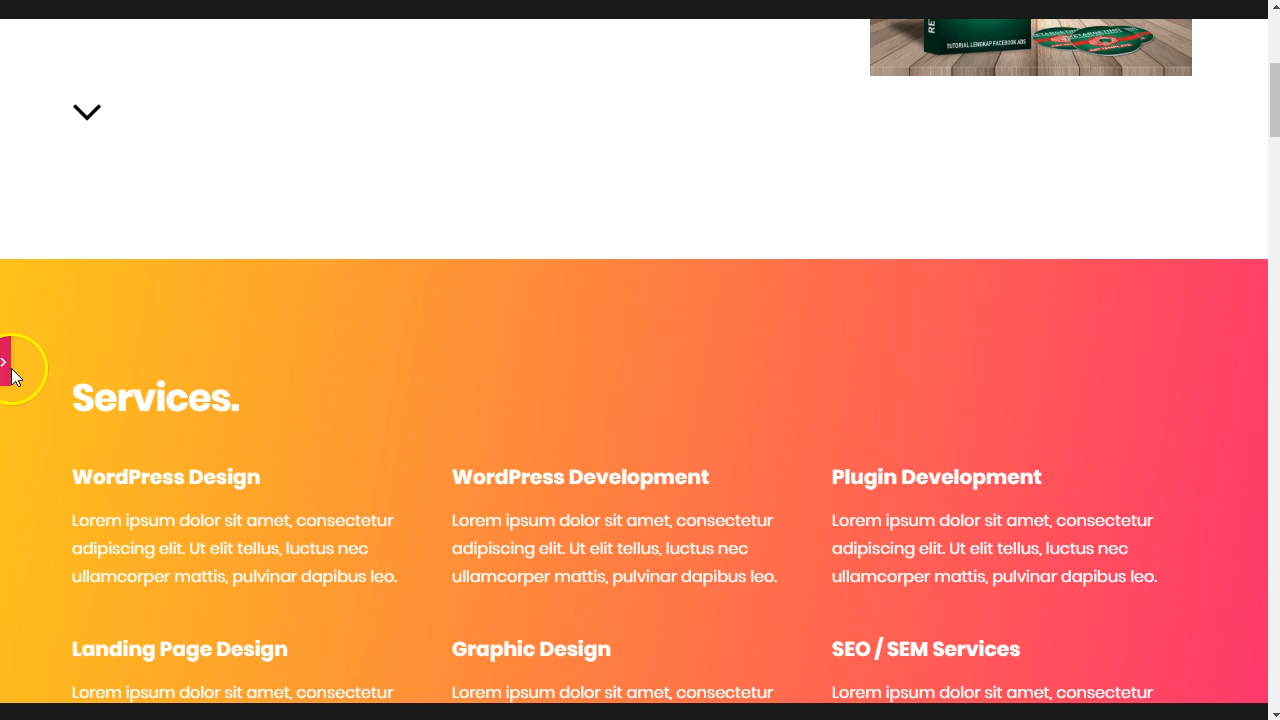 TUTORIAL LENGKAP FACEBOOK ADS
Services.
WordPress Design
Lorem ipsum dolor sit amet, consectetur
adipiscing elit. Ut elit tellus, luctus nec
ullamcorper mattis, pulvinar dapibus leo.
WordPress Development
Lorem ipsum dolor sit amet, consectetur
adipiscing elit. Ut elit tellus, luctus nec
ullamcorper mattis, pulvinar dapibus leo.
Plugin Development
Lorem ipsum dolor sit amet, consectetur
adipiscing elit. Ut elit tellus, luctus nec
ullamcorper mattis, pulvinar dapibus leo.
Landing Page Design
Lorem ipsum dolor sit amet, consectetur
Graphic Design
Lorem ipsum dolor sit amet, consectetur
SEO / SEM Services
Lorem ipsum dolor sit amet, consectetur